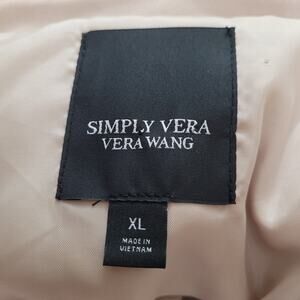 SIMPLY VERA
VERA WANG
XL
MADE IN
VIETNAM